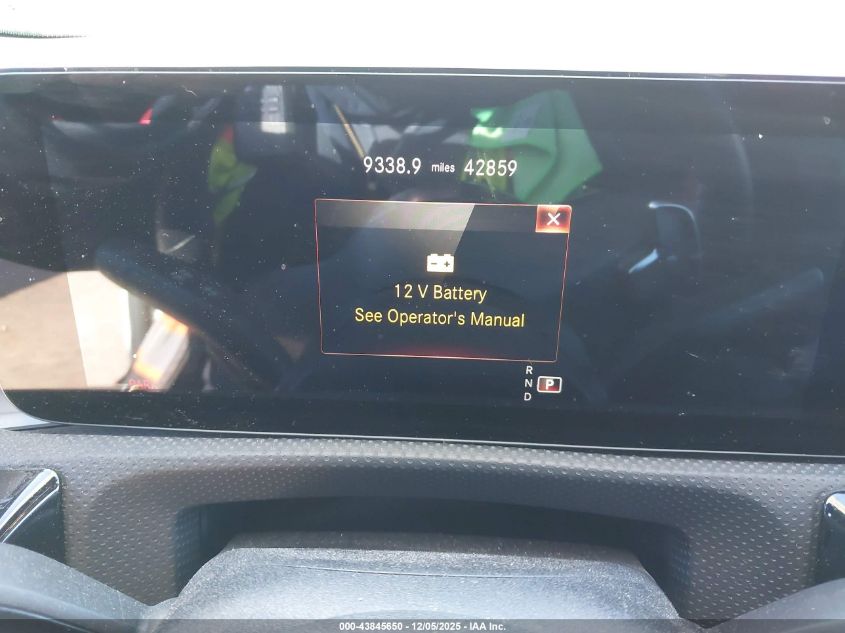 9338.9 miles 42859
12 V Battery
See Operator's Manual
R
N
P
D
000-43845650 - 12/05/2025 - IAA Inc.